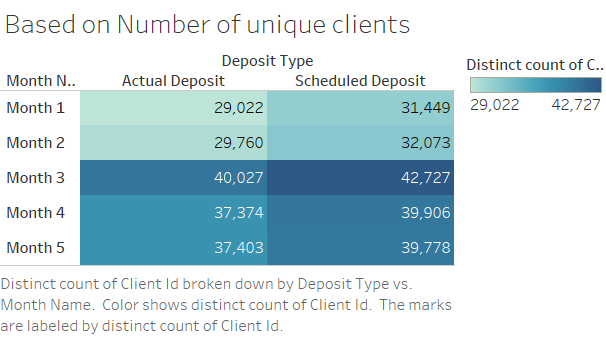 Based on Number of unique clients
Deposit Type
Month N.. Actual Deposit Scheduled Deposit
Month 1 29,022 31,449
Month 2 29,760 32,073
Month 3 40,027 42,727
Month 4 37,374 39,906
Month 5 37,403 39,778
Distinct count of C..
29,022 42,727
Distinct count of Client Id broken down by Deposit Type vs.
Month Name.  Color shows distinct count of Client Id.  The marks
are labeled by distinct count of Client Id.